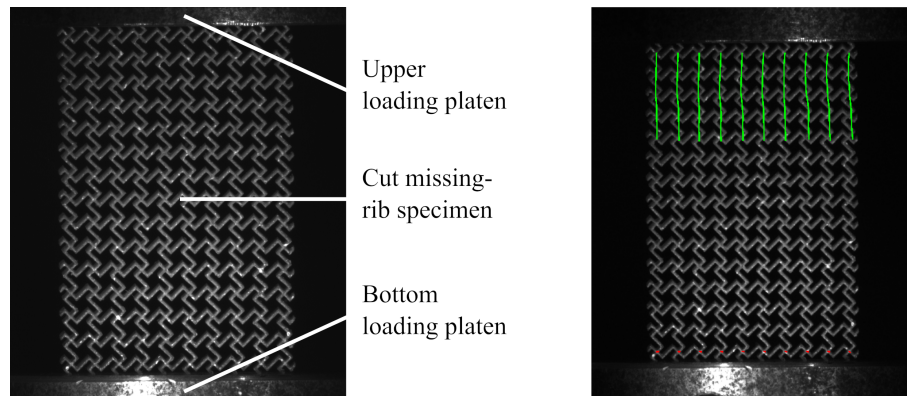 Upper
loading platen
Cut missing-
rib specimen
Bottom
loading platen